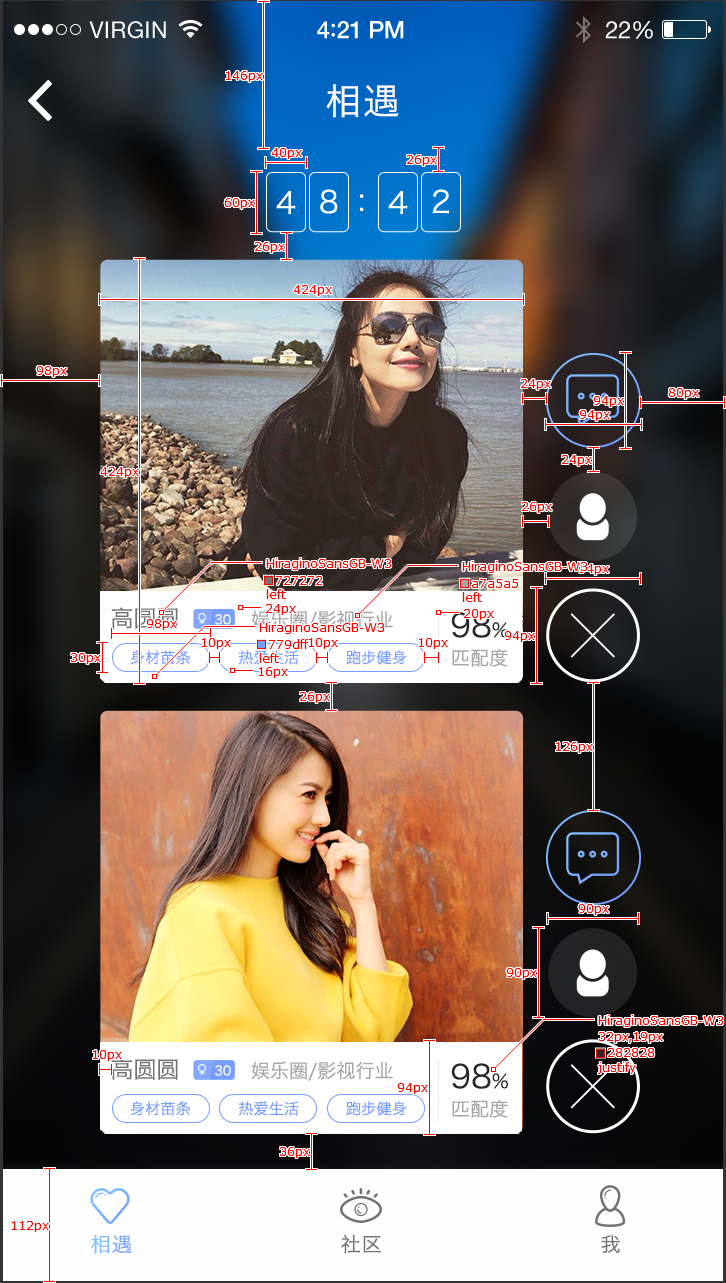 VIRGIN 4:21 PM 22%
146px
相遇
40px 26px
60px 4 8 : 4 2
26px
424px
98px
24px 94px 80px
94px
424px 24px
26px
HiraginoSansGB-W3 HiraginoSansGB-W3
94px
727272 a7a5a5
left left
24px 20px
高圆圆 30 娱乐圈/影视行业 98%
98px HiraginoSansGB-W3 94px
779dff
10px 10px 10px
30px 身材苗条 热爱生活 跑步健身 匹配度
left
16px
26px
126px
90px
90px
HiraginoSansGB-W3
32px,19px
282828
justify
10px
高圆圆 30 娱乐圈/影视行业 98%
94px
身材苗条 热爱生活 跑步健身 匹配度
36px
112px
相遇 社区 我